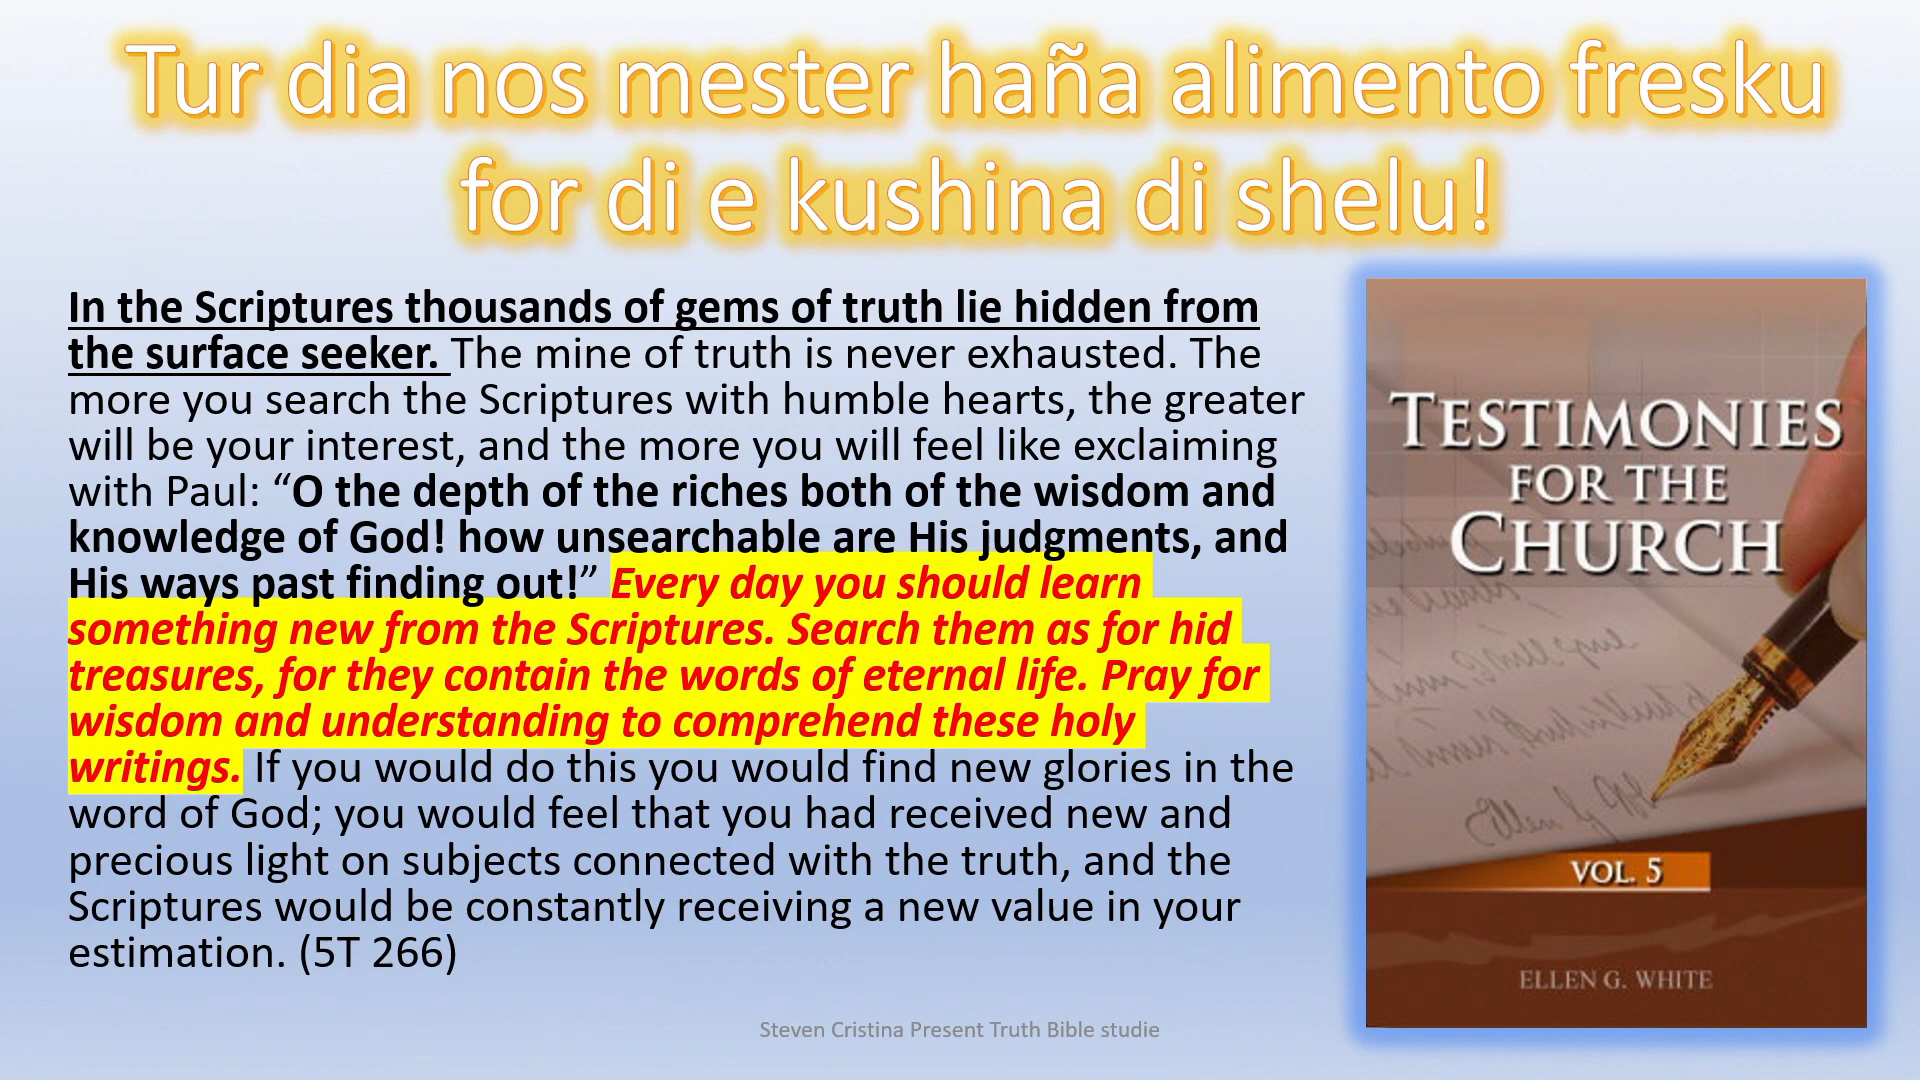 Tur dia nos mester haña alimento fresku
for di e kushina di shelu!
In the Scriptures thousands of gems of truth lie hidden from
the surface seeker. The mine of truth is never exhausted. The
more you search the Scriptures with humble hearts, the greater
will be your interest, and the more you will feel like exclaiming
with Paul: “O the depth of the riches both of the wisdom and
knowledge of God! how unsearchable are His judgments, and
His ways past finding out!” Every day you should learn
something new from the Scriptures. Search them as for hid
treasures, for they contain the words of eternal life. Pray for
wisdom and understanding to comprehend these holy
writings. If you would do this you would find new glories in the
word of God; you would feel that you had received new and
precious light on subjects connected with the truth, and the
Scriptures would be constantly receiving a new value in your
estimation. (5T 266)
TESTIMONIES
FOR THE
CHURCH
VOL. 5
ELLEN G. WHITE
Steven Cristina Present Truth Bible studie